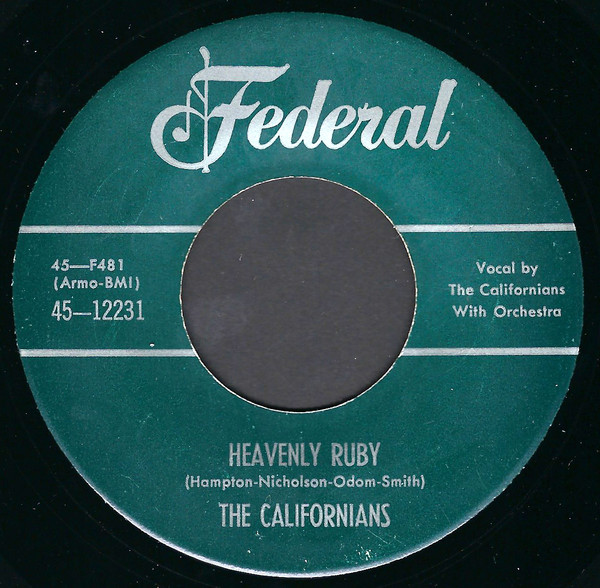 Federal
45—F481
(Armo-BMI)
45—12231
Vocal by
The Californians
With Orchestra
HEAVENLY RUBY
(Hampton-Nicholson-Odom-Smith)
THE CALIFORNIANS